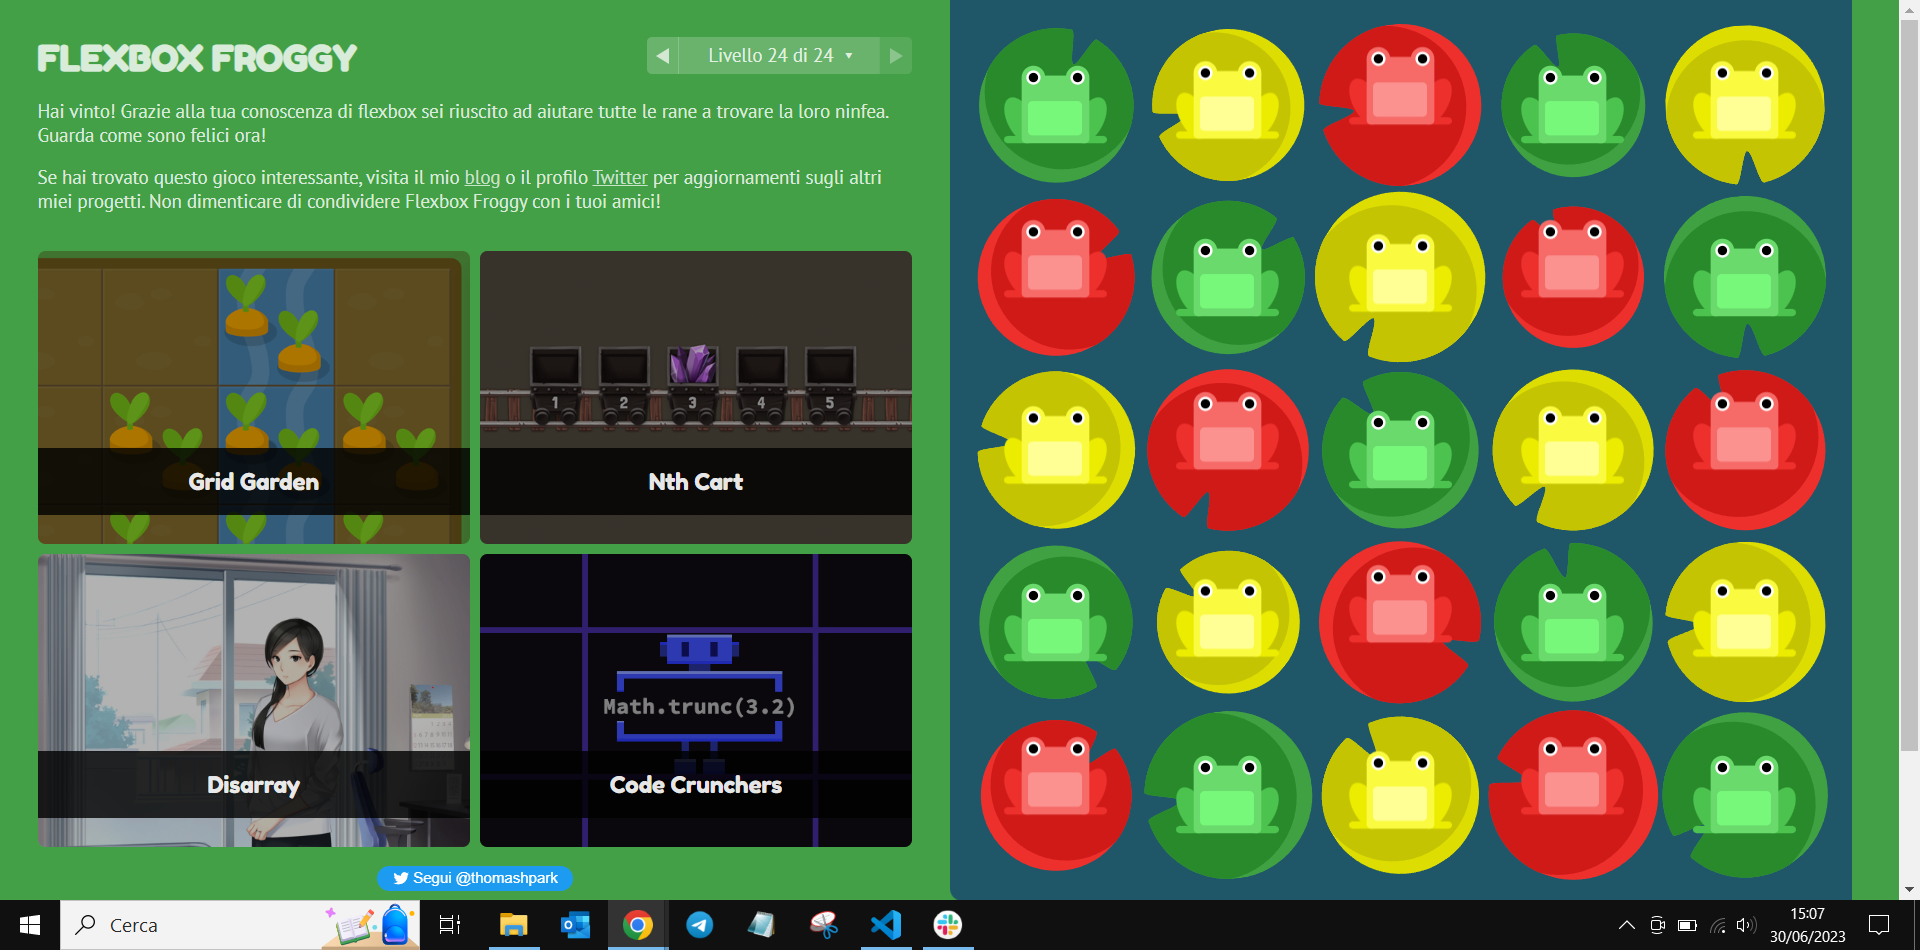 FLEXBOX FROGGY
Livello 24 di 24
Hai vinto! Grazie alla tua conoscenza di flexbox sei riuscito ad aiutare tutte le rane a trovare la loro ninfea.
Guarda come sono felici ora!
Se hai trovato questo gioco interessante, visita il mio blog o il profilo Twitter per aggiornamenti sugli altri
miei progetti. Non dimenticare di condividere Flexbox Froggy con i tuoi amici!
Grid Garden
1 2 3 4 5
Nth Cart
Disarray
Math.trunc(3.2)
Code Crunchers
Segui @thomashpark
Cerca
15:07
30/06/2023